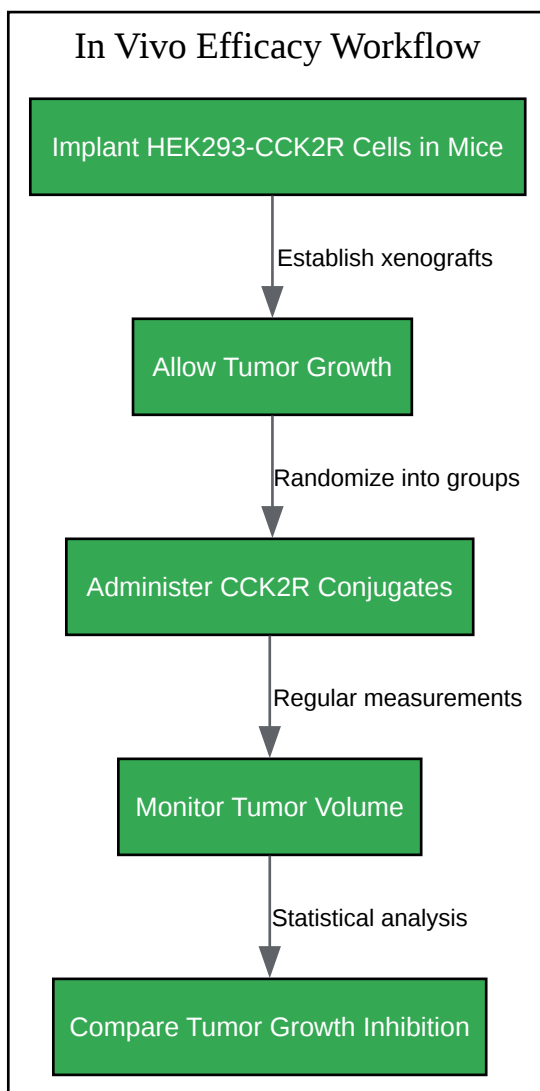 In Vivo Efficacy Workflow
Implant HEK293-CCK2R Cells in Mice
Establish xenografts
Allow Tumor Growth
Randomize into groups
Administer CCK2R Conjugates
Regular measurements
Monitor Tumor Volume
Statistical analysis
Compare Tumor Growth Inhibition